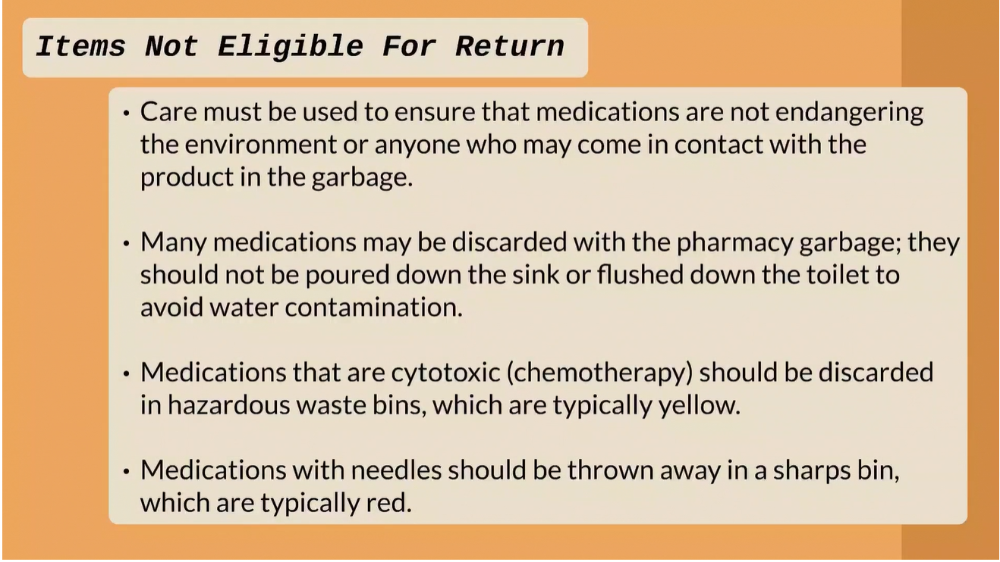 Items Not Eligible For Return
• Care must be used to ensure that medications are not endangering
the environment or anyone who may come in contact with the
product in the garbage.
• Many medications may be discarded with the pharmacy garbage; they
should not be poured down the sink or flushed down the toilet to
avoid water contamination.
• Medications that are cytotoxic (chemotherapy) should be discarded
in hazardous waste bins, which are typically yellow.
• Medications with needles should be thrown away in a sharps bin,
which are typically red.